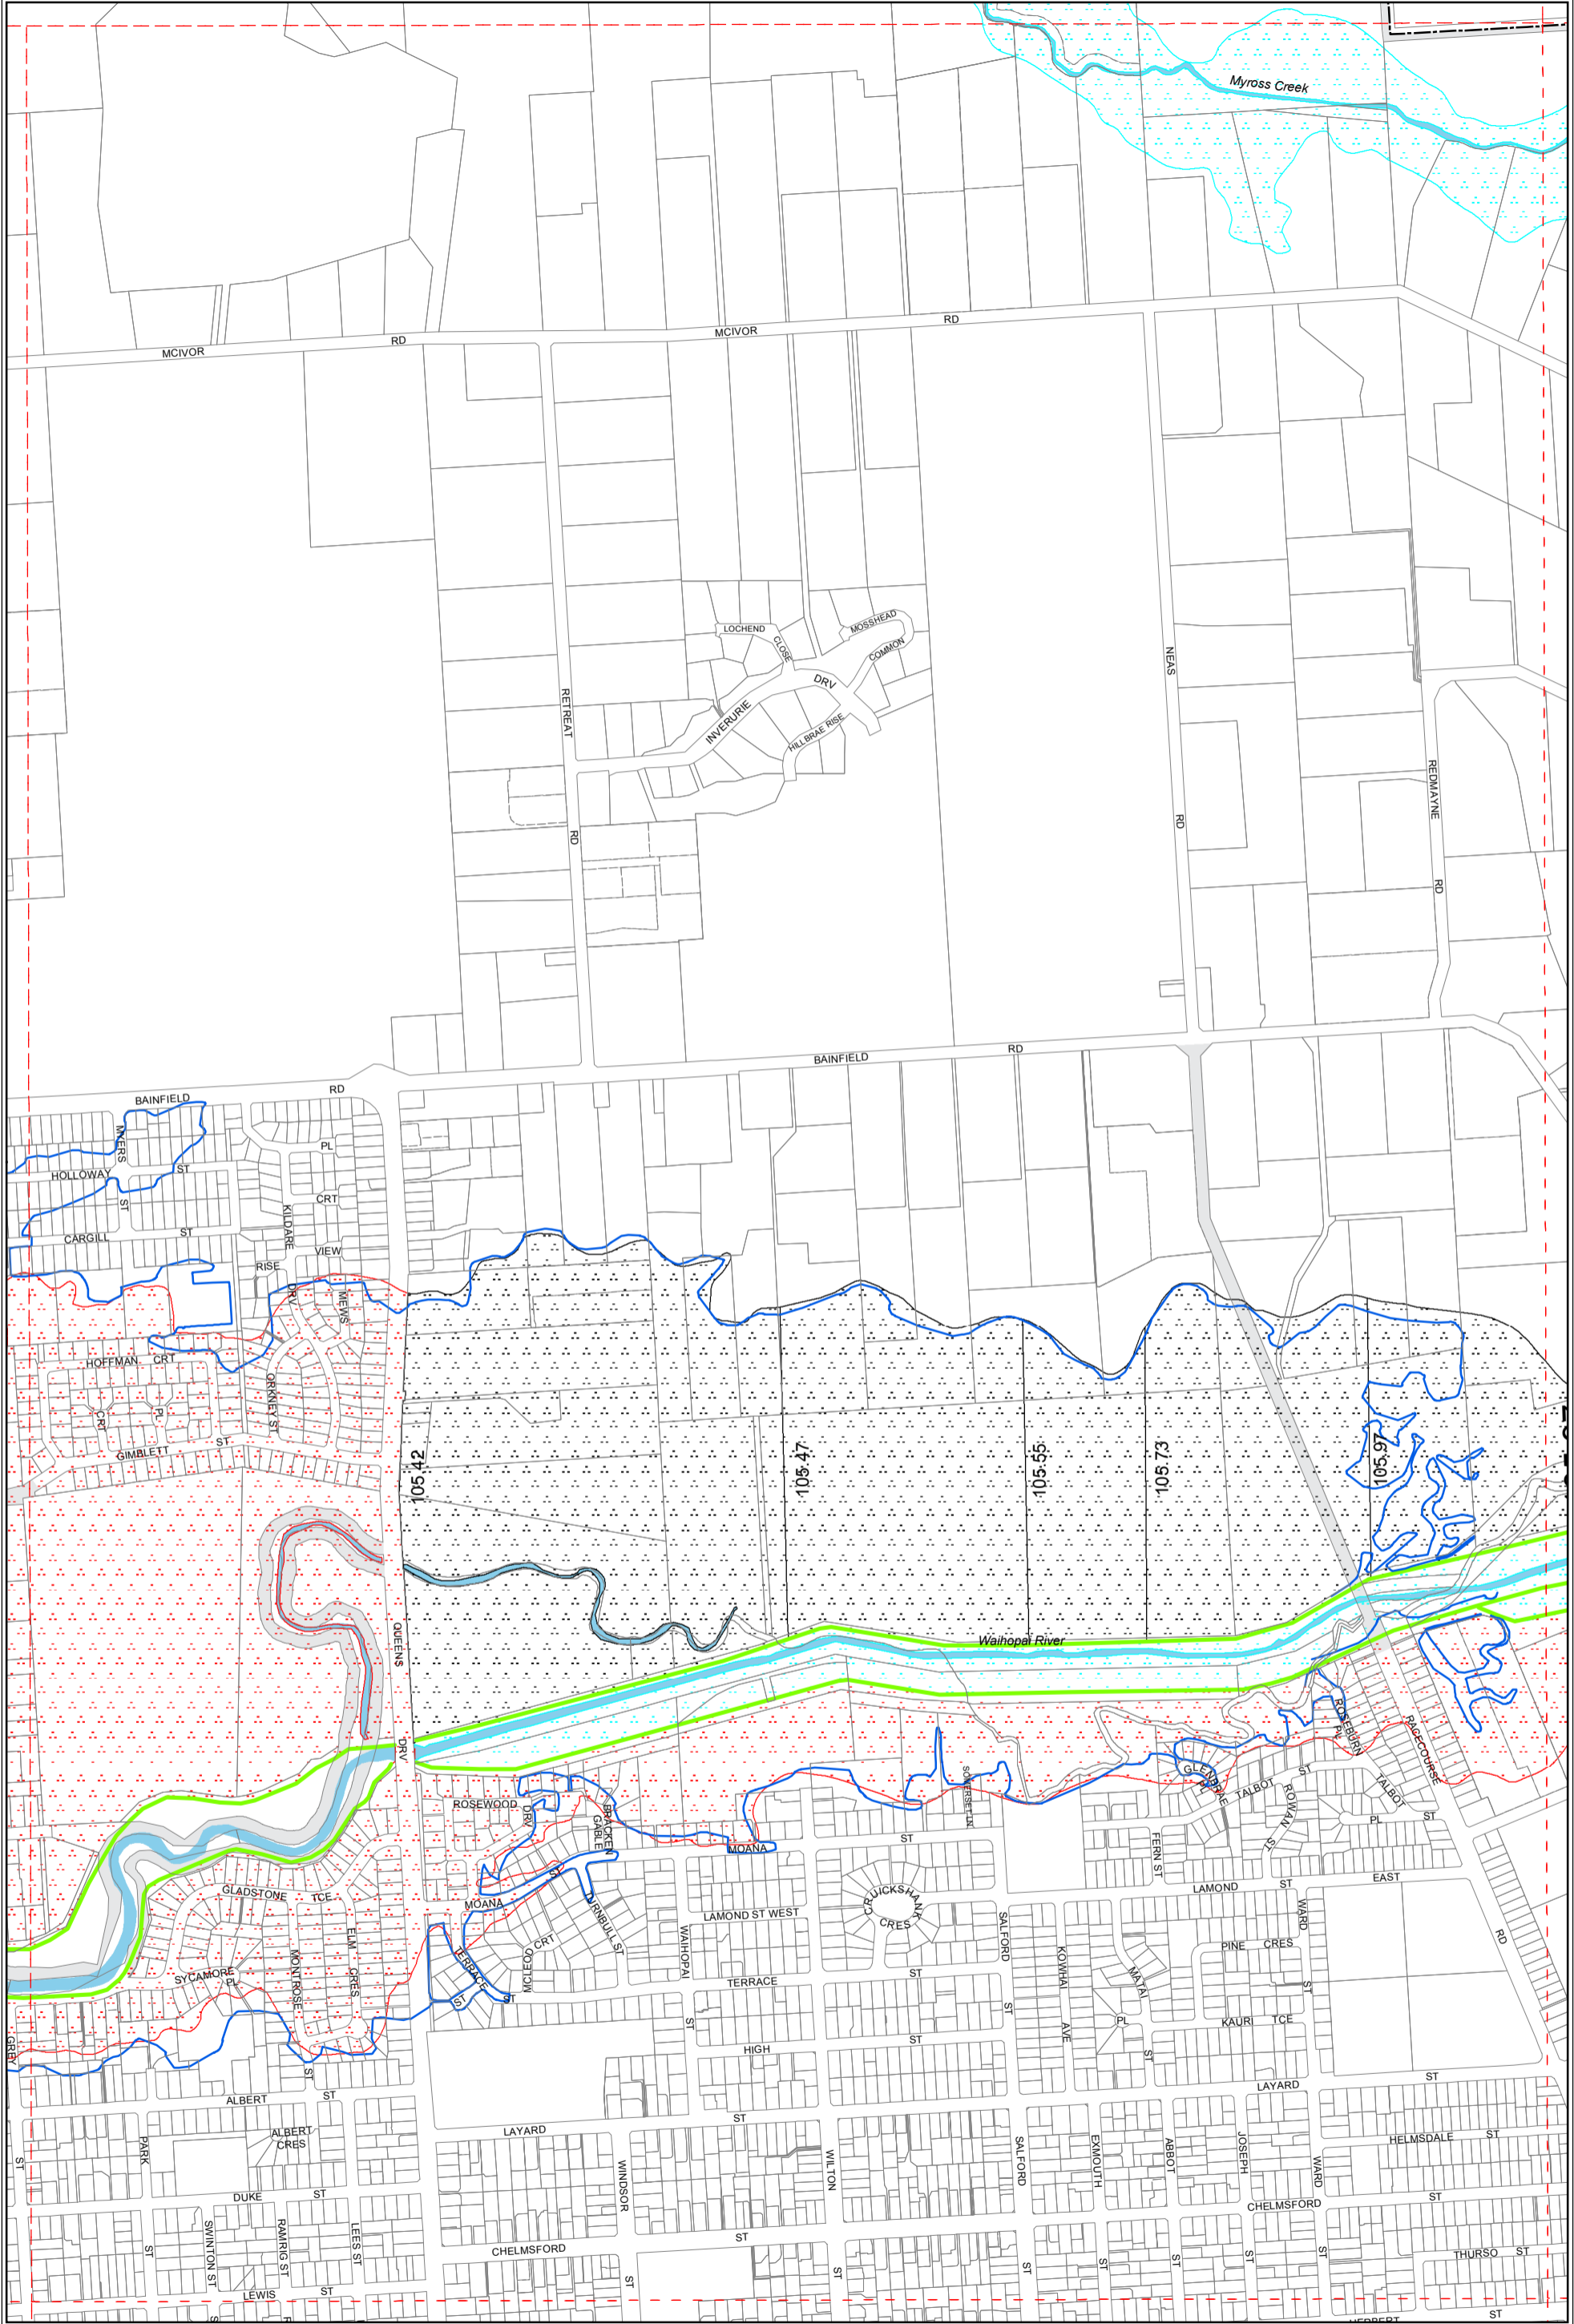 Myross Creek
MCIVOR RD MCIVOR RD
LOCHEND CLOSE MOSSHEAD COMMON
DRV
INVERURIE
HILLBRAE RISE
RETREAT
RD
NEAS
RD
REDMAYNE
RD
BAINFIELD RD
BAINFIELD RD
MYERS
ST
PL
HOLLOWAY ST
CRT
KILDARE
CARGILL ST
VIEW
RISE
DRV
MEWS
HOFFMAN CRT
ORKNEY ST
CRT
PL
GIMBLETT ST
105.42
105.47
105.55
105.73
105.97
QUEENS
DRV
Waihopai River
ROSEBURN
PL
RACECOURSE
RD
GLENBRAE
TALBOT ST
ROWAN
ST
TALBOT
ST
PL
SOMERSET LN
ROSEWOOD
DRV
BRACKEN
GABLE
ST
MOANA
ST
MOANA
FERN ST
EAST
GLADSTONE TCE
ELM
CRES
MONTROSE
ST
SYCAMORE
PL
TERRACE
ST
ST
MCLEOD
CRT
TURNBULL ST
WAIHOPAI
ST
LAMOND ST WEST
CRUICKSHANK
CRES
LAMOND ST
WARD
ST
SALFORD
ST
KOWHAI
AVE
MATAI
PL
ST
PINE CRES
KAURI TCE
TERRACE
ST
HIGH
ST
GREY
ST
ALBERT ST
ALBERT
CRES
PARK
ST
LAYARD
ST
LAYARD
ST
HELMSDALE ST
WINDSOR
ST
WILTON
ST
SALFORD
ST
EXMOUTH
ST
ABBOT
ST
JOSEPH
ST
WARD
ST
DUKE ST
SWINTON ST
RAMRIG ST
LEES ST
CHELMSFORD
ST
CHELMSFORD
ST
THURSO ST
LEWIS ST
ST